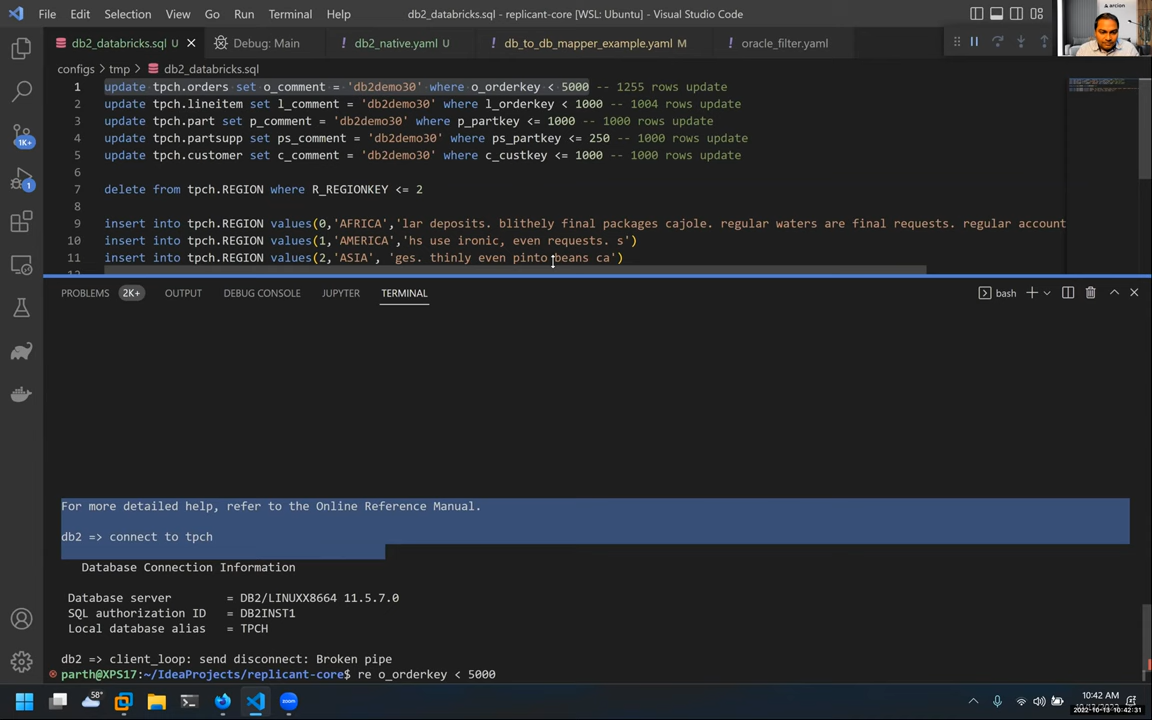 File Edit Selection View Go Run Terminal Help
db2_databricks.sql - replicant-core [WSL: Ubuntu] - Visual Studio Code
arcion
db2_databricks.sql U
Debug: Main
db2_native.yaml U
db_to_db_mapper_example.yaml M
oracle_filter.yaml
configs > tmp > db2_databricks.sql
1 update tpch.orders set o_comment = 'db2demo30' where o_orderkey < 5000 -- 1255 rows update
2 update tpch.lineitem set l_comment = 'db2demo30' where l_orderkey < 1000 -- 1004 rows update
3 update tpch.part set p_comment = 'db2demo30' where p_partkey <= 1000 -- 1000 rows update
4 update tpch.partsupp set ps_comment = 'db2demo30' where ps_partkey <= 250 -- 1000 rows update
5 update tpch.customer set c_comment = 'db2demo30' where c_custkey <= 1000 -- 1000 rows update
6
7 delete from tpch.REGION where R_REGIONKEY <= 2
8
9 insert into tpch.REGION values(0,'AFRICA','lar deposits. blithely final packages cajole. regular waters are final requests. regular account
10 insert into tpch.REGION values(1,'AMERICA','hs use ironic, even requests. s')
11 insert into tpch.REGION values(2,'ASIA', 'ges. thinly even pinto beans ca')
1K+
1
PROBLEMS 2K+ OUTPUT DEBUG CONSOLE JUPYTER TERMINAL
bash
For more detailed help, refer to the Online Reference Manual.
db2 => connect to tpch
Database Connection Information
Database server = DB2/LINUXX8664 11.5.7.0
SQL authorization ID = DB2INST1
Local database alias = TPCH
db2 => client_loop: send disconnect: Broken pipe
parth@XPS17:~/IdeaProjects/replicant-core$ re o_orderkey < 5000
58°
10:42 AM
2022-10-13 10:42:31